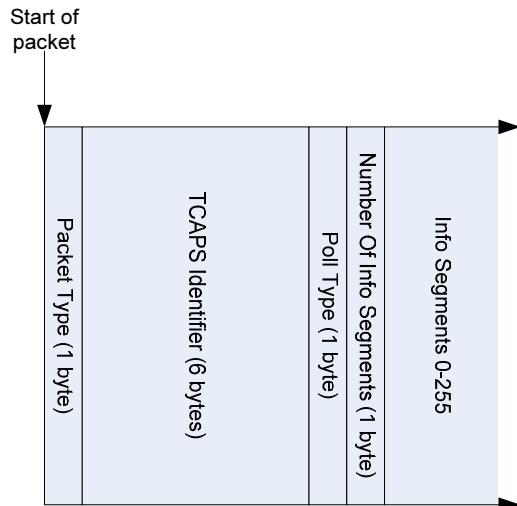 Start of
packet
Packet Type (1 byte)
TCAPS Identifier (6 bytes)
Poll Type (1 byte)
Number Of Info Segments (1 byte)
Info Segments 0-255